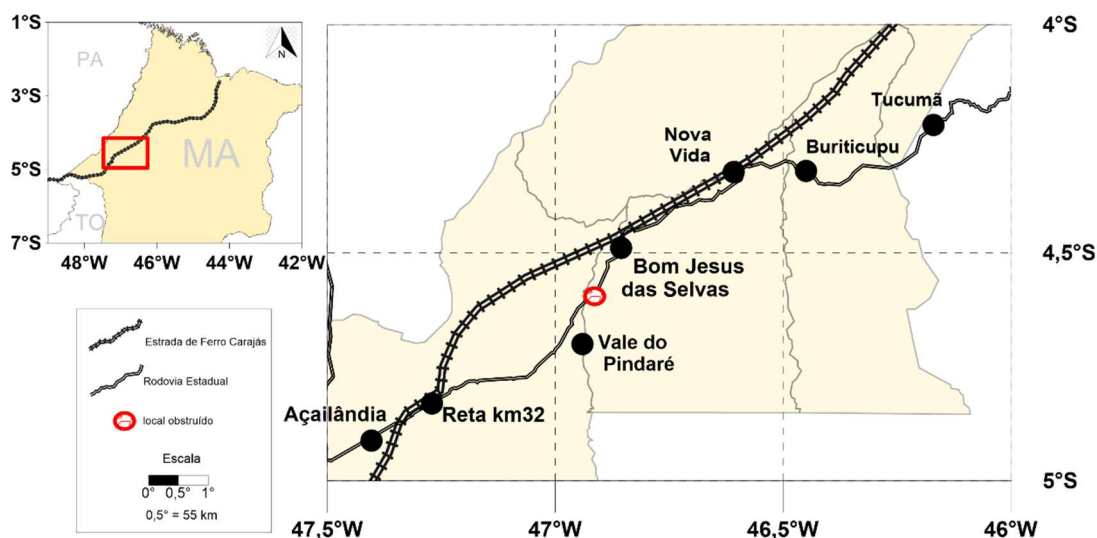 1°S
3°S
5°S
7°S
48°W 46°W 44°W 42°W
PA
MA
TO
N
Estrada de Ferro Carajás
Rodovia Estadual
local obstruído
Escala
0° 0,5° 1°
0,5° = 55 km
4°S
4,5°S
5°S
47,5°W 47°W 46,5°W 46°W
Tucumã
Nova
Vida
Buriticupu
Bom Jesus
das Selvas
Vale do
Pindaré
Açailândia
Reta km32